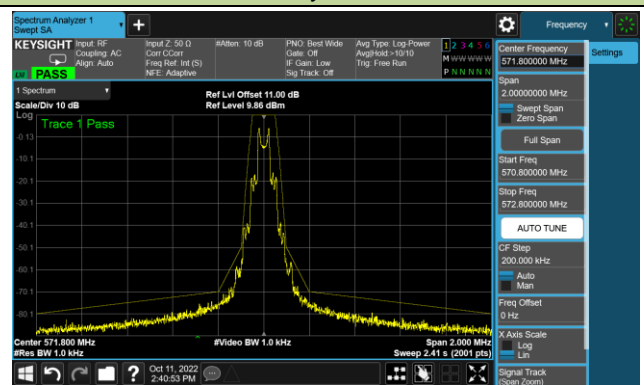 Spectrum Analyzer 1
Swept SA
Frequency
KEYSIGHT
Input: RF
Coupling: AC
Align: Auto
Input Z: 50 Ω
Corr CCorr
Freq Ref: Int (S)
NFE: Adaptive
#Atten: 10 dB
PNO: Best Wide
Gate: Off
IF Gain: Low
Sig Track: Off
Avg Type: Log-Power
Avg|Hold:>10/10
Trig: Free Run
1 2 3 4 5 6
M W W W W W
P N N N N N
PASS
1 Spectrum
Scale/Div 10 dB
Ref Lvl Offset 11.00 dB
Ref Level 9.86 dBm
Log
Trace 1 Pass
-0.13
-20.1
-30.1
-40.1
-50.1
-60.1
-70.1
-80.1
Center 571.800 MHz
#Res BW 1.0 kHz
#Video BW 1.0 kHz
Span 2.000 MHz
Sweep 2.41 s (2001 pts)
Center Frequency
571.800000 MHz
Settings
Span
2.00000000 MHz
Swept Span
Zero Span
Full Span
Start Freq
570.800000 MHz
Stop Freq
572.800000 MHz
AUTO TUNE
CF Step
200.000 kHz
Auto
Man
Freq Offset
0 Hz
X Axis Scale
Log
Lin
Signal Track
(Span Zoom)
Oct 11, 2022
2:40:53 PM